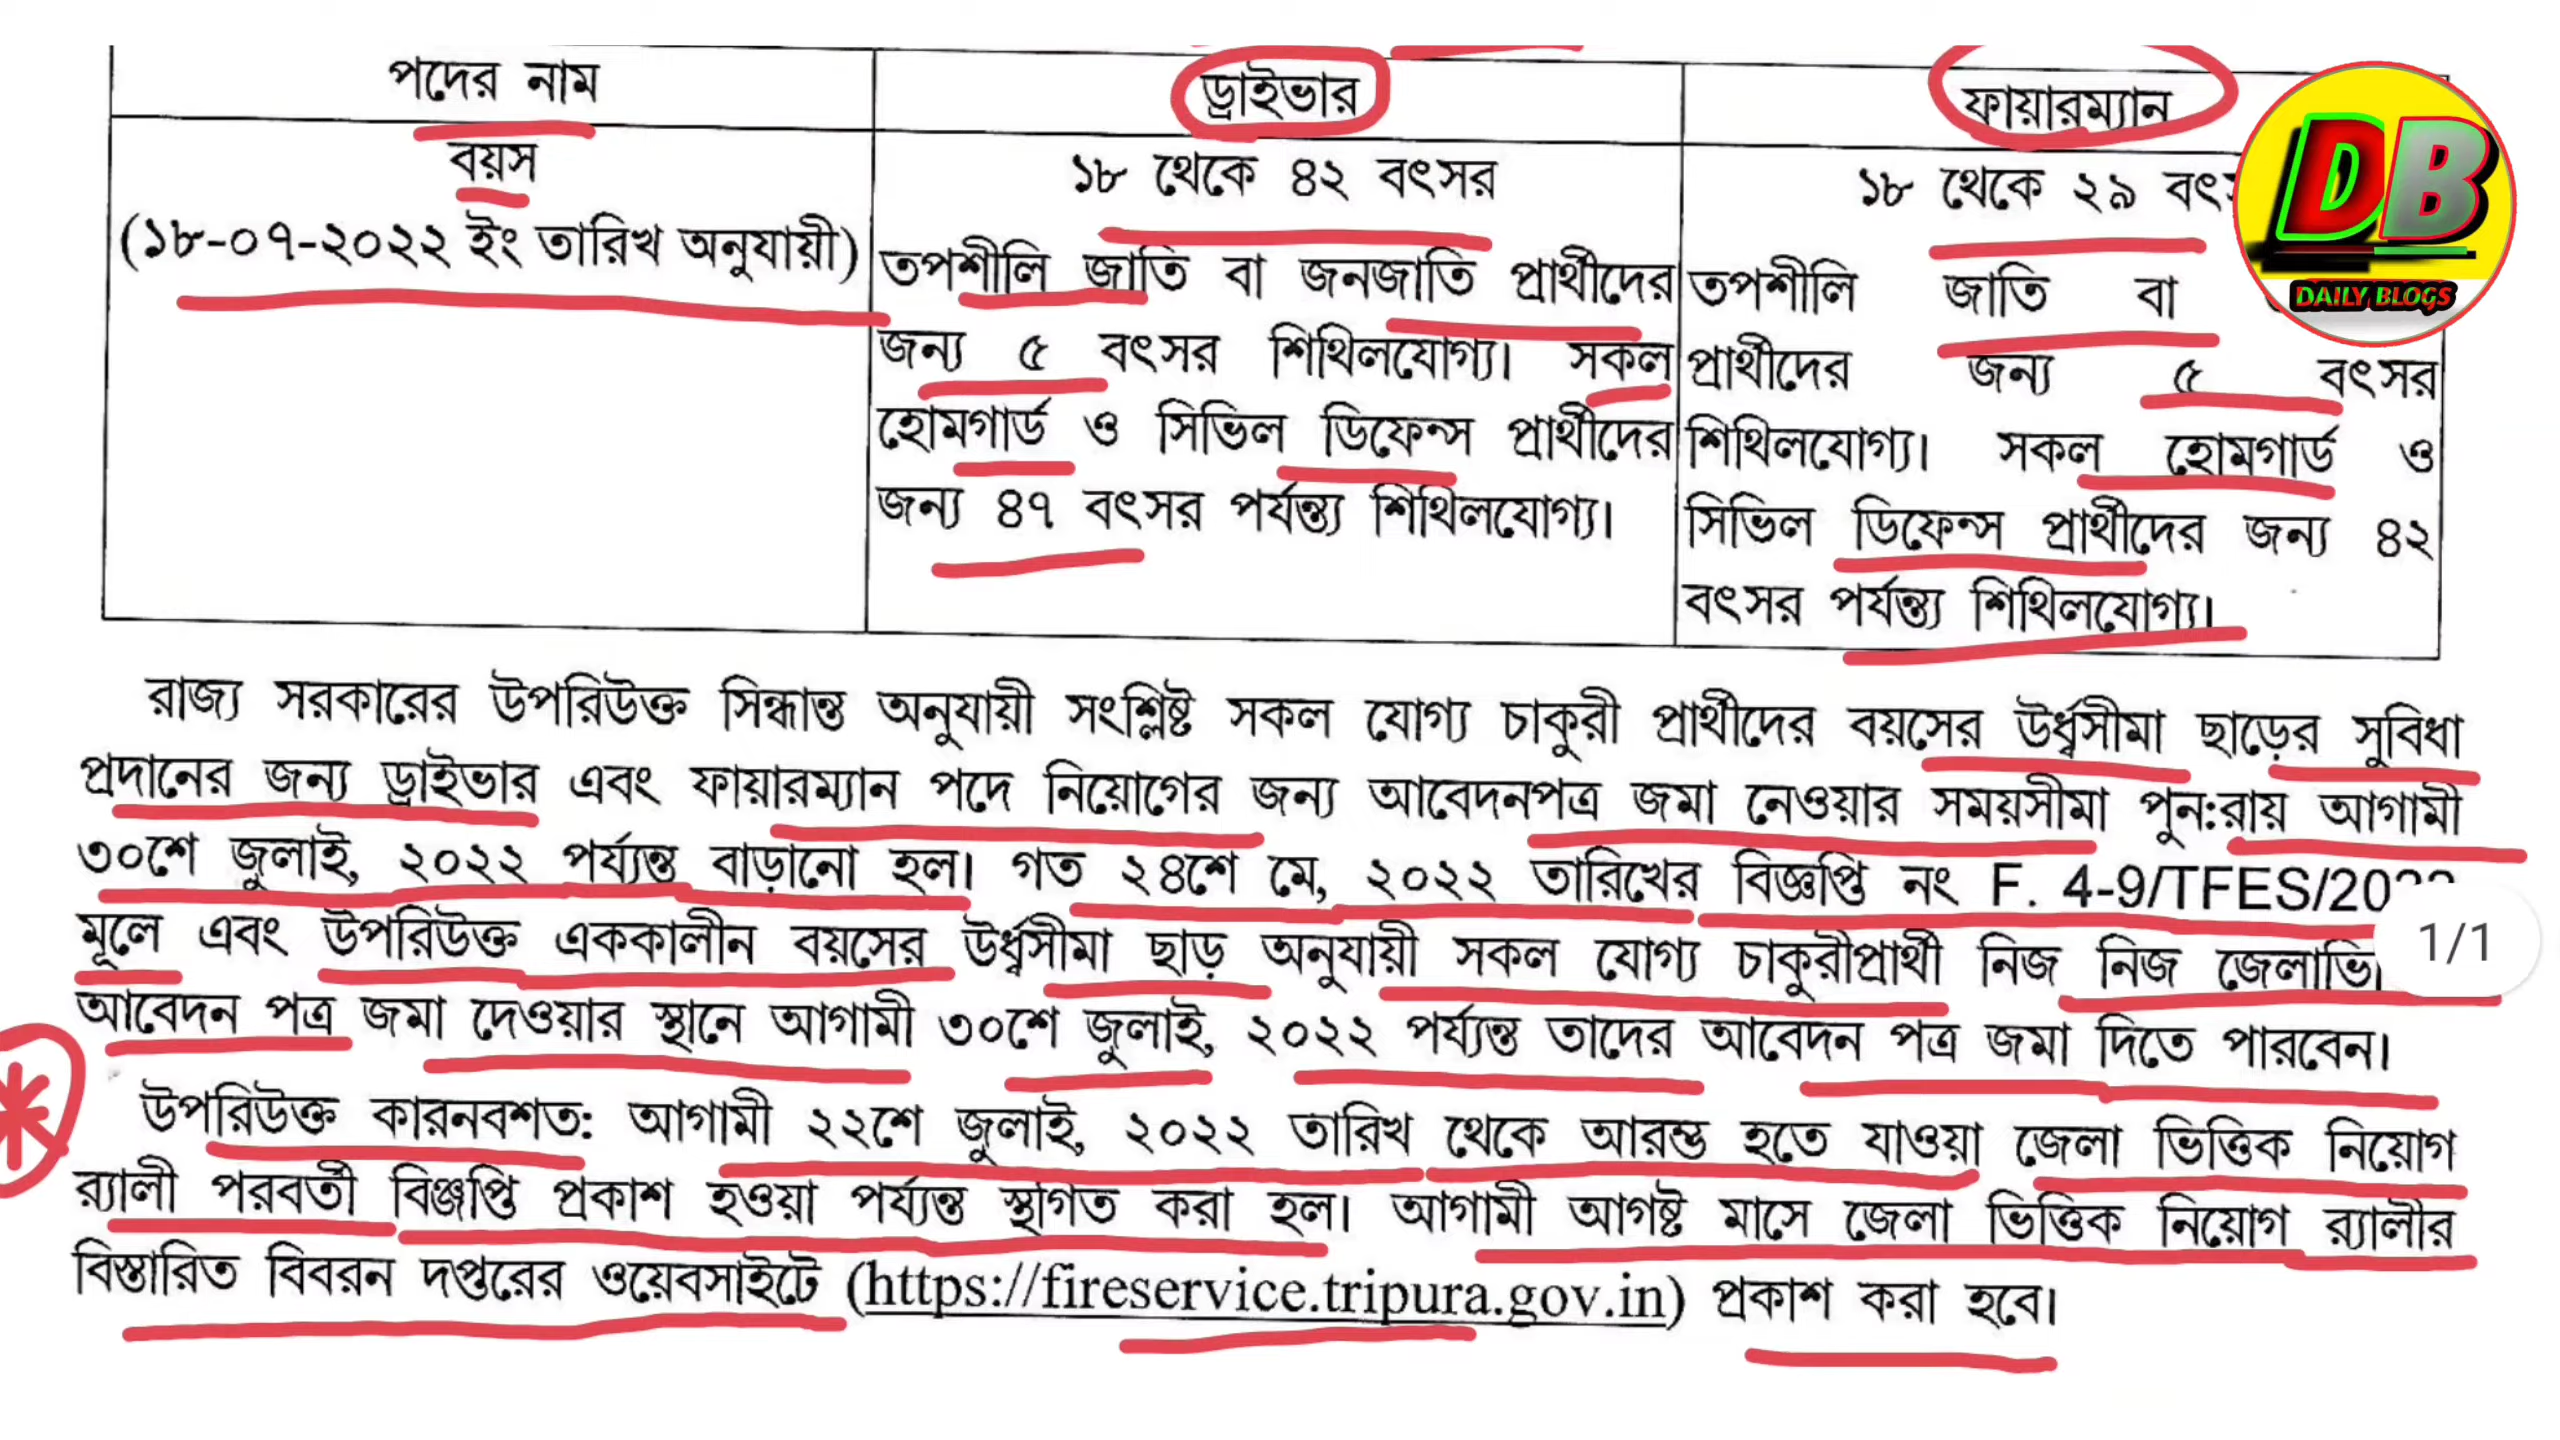 পদের নাম
ড্রাইভার
ফায়ারম্যান
বয়স
(১৮-০৭-২০২২ ইং তারিখ অনুযায়ী)
১৮ থেকে ৪২ বৎসর
তপশীলি জাতি বা জনজাতি প্রার্থীদের
জন্য ৫ বৎসর শিথিলযোগ্য। সকল
হোমগার্ড ও সিভিল ডিফেন্স প্রার্থীদের
জন্য ৪৭ বৎসর পর্যন্ত্য শিথিলযোগ্য।
১৮ থেকে ২৯
তপশীলি জাতি বা
প্রার্থীদের জন্য ৫ বৎসর
শিথিলযোগ্য। সকল হোমগার্ড ও
সিভিল ডিফেন্স প্রার্থীদের জন্য ৪২
বৎসর পর্যন্ত্য শিথিলযোগ্য।
DB
DAILY BLOGS
রাজ্য সরকারের উপরিউক্ত সিন্ধান্ত অনুযায়ী সংশ্লিষ্ট সকল যোগ্য চাকুরী প্রার্থীদের বয়সের উর্ধ্বসীমা ছাড়ের সুবিধা
প্রদানের জন্য ড্রাইভার এবং ফায়ারম্যান পদে নিয়োগের জন্য আবেদনপত্র জমা নেওয়ার সময়সীমা পুন:রায় আগামী
৩০শে জুলাই, ২০২২ পর্য্যন্ত বাড়ানো হল। গত ২৪শে মে, ২০২২ তারিখের বিজ্ঞপ্তি নং F. 4-9/TFES/20
মূলে এবং উপরিউক্ত এককালীন বয়সের উর্ধ্বসীমা ছাড় অনুযায়ী সকল যোগ্য চাকুরীপ্রার্থী নিজ নিজ
1/1
আবেদন পত্র জমা দেওয়ার স্থানে আগামী ৩০শে জুলাই, ২০২২ পর্য্যন্ত তাদের আবেদন পত্র জমা দিতে পারবেন।
উপরিউক্ত কারনবশত: আগামী ২২শে জুলাই, ২০২২ তারিখ থেকে আরম্ভ হতে যাওয়া জেলা ভিত্তিক নিয়োগ
র‍্যালী পরবর্তী বিঞ্জপ্তি প্রকাশ হওয়া পর্য্যন্ত স্থাগত করা হল। আগামী আগষ্ট মাসে জেলা ভিত্তিক নিয়োগ র‍্যালীর
বিস্তারিত বিবরন দপ্তরের ওয়েবসাইটে (https://fireservice.tripura.gov.in) প্রকাশ করা হবে।